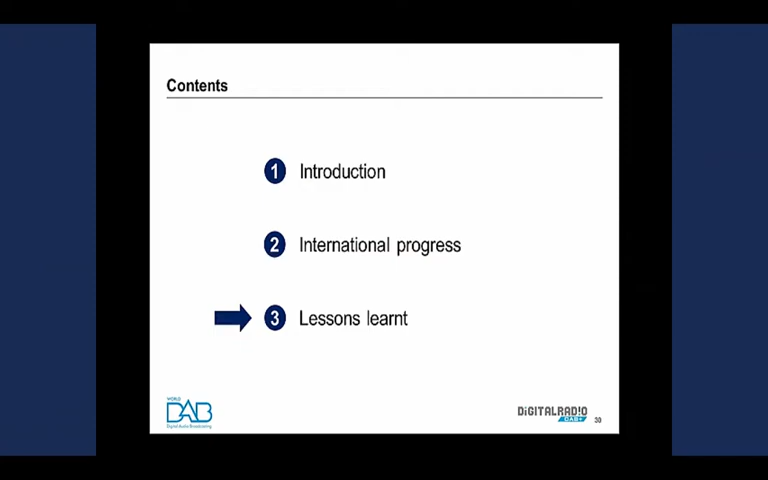 Contents
1 Introduction
2 International progress
3 Lessons learnt
WORLD
DAB
Digital Audio Broadcasting
DiGiTALRADiO
DAB+
30